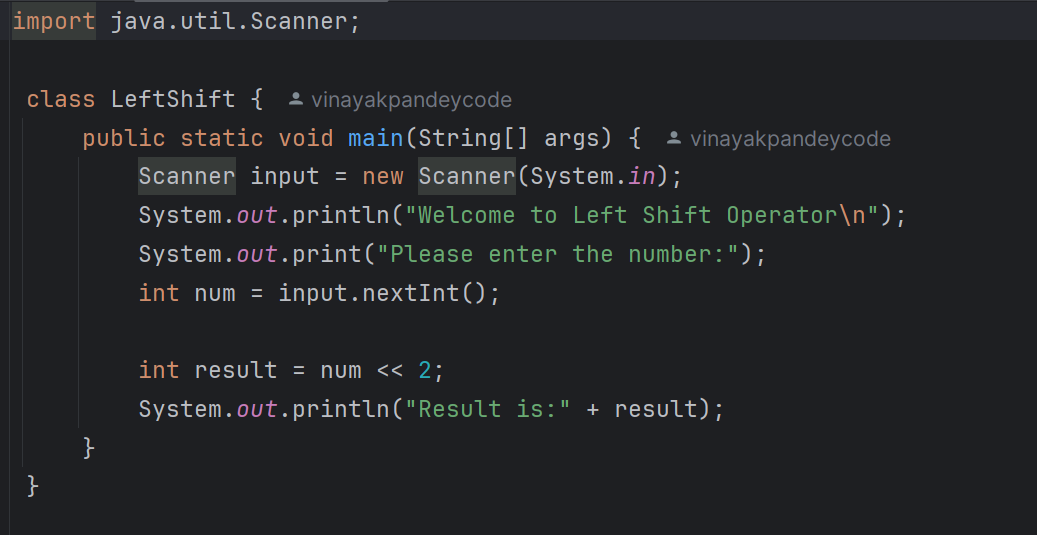 import java.util.Scanner;
class LeftShift { vinayakpandeycode
public static void main(String[] args) { vinayakpandeycode
Scanner input = new Scanner(System.in);
System.out.println("Welcome to Left Shift Operator\n");
System.out.print("Please enter the number:");
int num = input.nextInt();
int result = num << 2;
System.out.println("Result is:" + result);
}
}